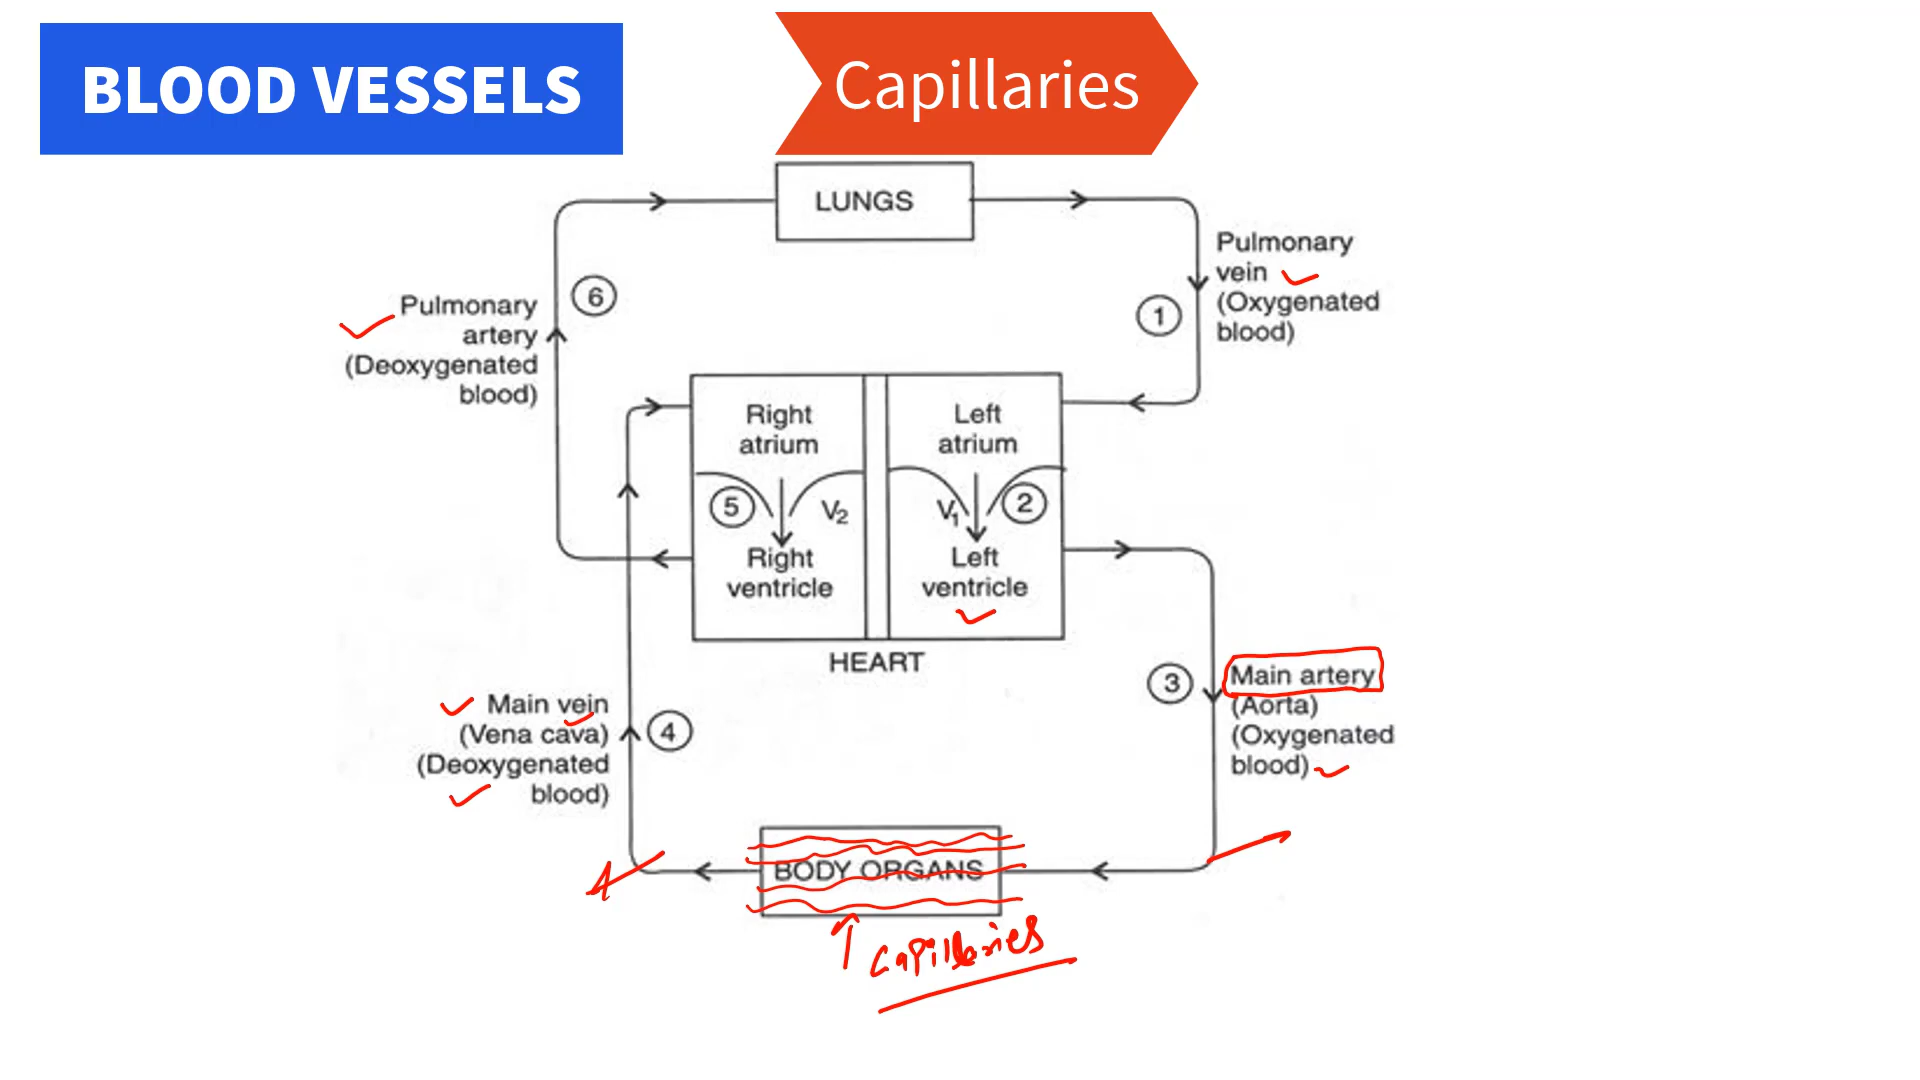 BLOOD VESSELS
Capillaries
LUNGS
Pulmonary
vein
(Oxygenated
blood)
1
6
Pulmonary
artery
(Deoxygenated
blood)
Right
atrium
Left
atrium
5
V2
V1
2
Right
ventricle
Left
ventricle
HEART
3
Main artery
(Aorta)
(Oxygenated
blood)
Main vein
(Vena cava)
(Deoxygenated
blood)
4
BODY ORGANS
Capillaries